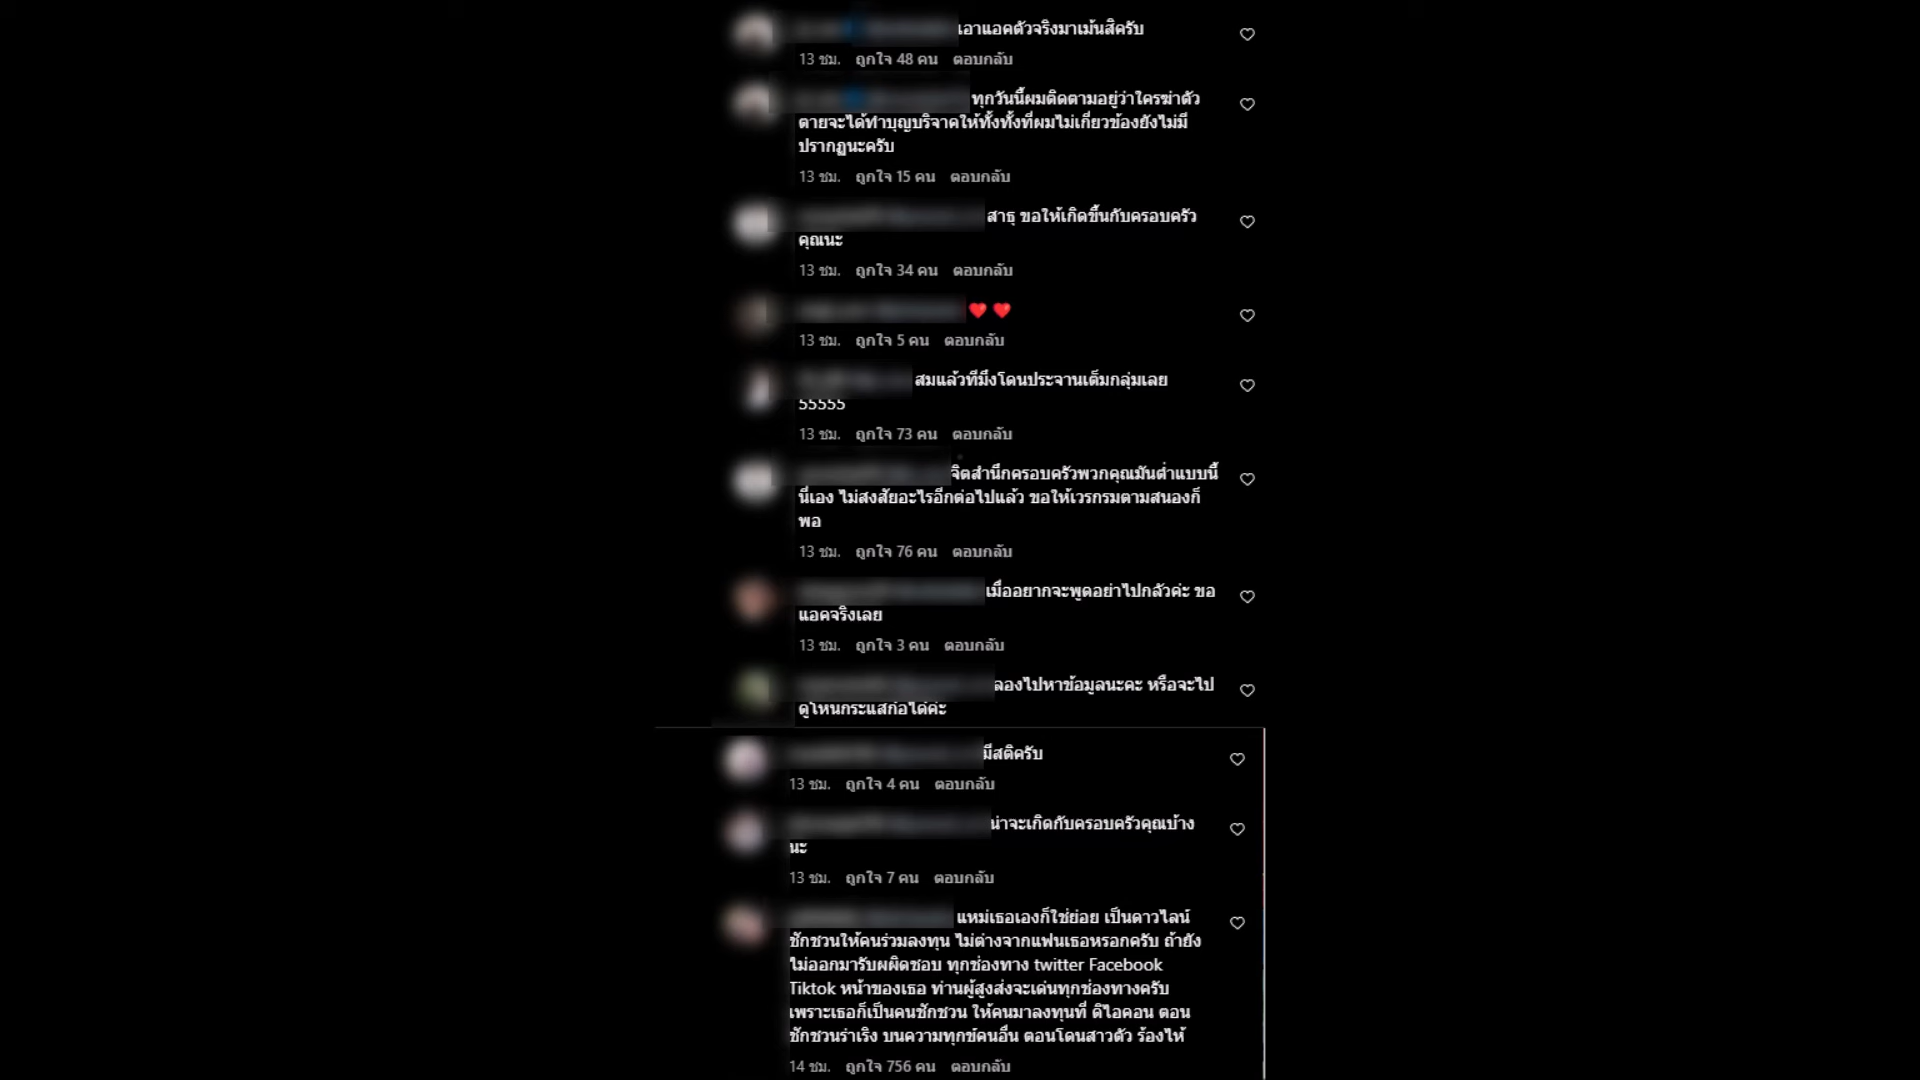 เอาแอคตัวจริงมาเม้นสิครับ
13 ชม. ถูกใจ 48 คน ตอบกลับ
ทุกวันนี้ผมติดตามอยู่ว่าใครฆ่าตัว
ตายจะได้ทำบุญบริจาคให้ทั้งทั้งที่ผมไม่เกี่ยวข้องยังไม่มี
ปรากฏนะครับ
13 ชม. ถูกใจ 15 คน ตอบกลับ
สาธุ ขอให้เกิดขึ้นกับครอบครัว
คุณนะ
13 ชม. ถูกใจ 34 คน ตอบกลับ
❤️ ❤️
13 ชม. ถูกใจ 5 คน ตอบกลับ
สมแล้วที่มึงโดนประจานเต็มกลุ่มเลย
55555
13 ชม. ถูกใจ 73 คน ตอบกลับ
จิตสำนึกครอบครัวพวกคุณมันต่ำแบบนี้
นี่เอง ไม่สงสัยอะไรอีกต่อไปแล้ว ขอให้เวรกรมตามสนองก็
พอ
13 ชม. ถูกใจ 76 คน ตอบกลับ
เมื่ออยากจะพูดอย่าไปกลัวค่ะ ขอ
แอคจริงเลย
13 ชม. ถูกใจ 3 คน ตอบกลับ
ลองไปหาข้อมูลนะคะ หรือจะไป
ดูโหนกระแสก่อได้ค่ะ
มีสติครับ
13 ชม. ถูกใจ 4 คน ตอบกลับ
น่าจะเกิดกับครอบครัวคุณบ้าง
นะ
13 ชม. ถูกใจ 7 คน ตอบกลับ
แหม่เธอเองก็ใช่ย่อย เป็นดาวไลน์
ชักชวนให้คนร่วมลงทุน ไม่ต่างจากแฟนเธอหรอกครับ ถ้ายัง
ไม่ออกมารับผผิดชอบ ทุกช่องทาง twitter Facebook
Tiktok หน้าของเธอ ท่านผู้สูงส่งจะเด่นทุกช่องทางครับ
เพราะเธอก็เป็นคนชักชวน ให้คนมาลงทุนที่ ดิไอคอน ตอน
ชักชวนร่าเริง บนความทุกข์คนอื่น ตอนโดนสาวตัว ร้องไห้
14 ชม. ถูกใจ 756 คน ตอบกลับ